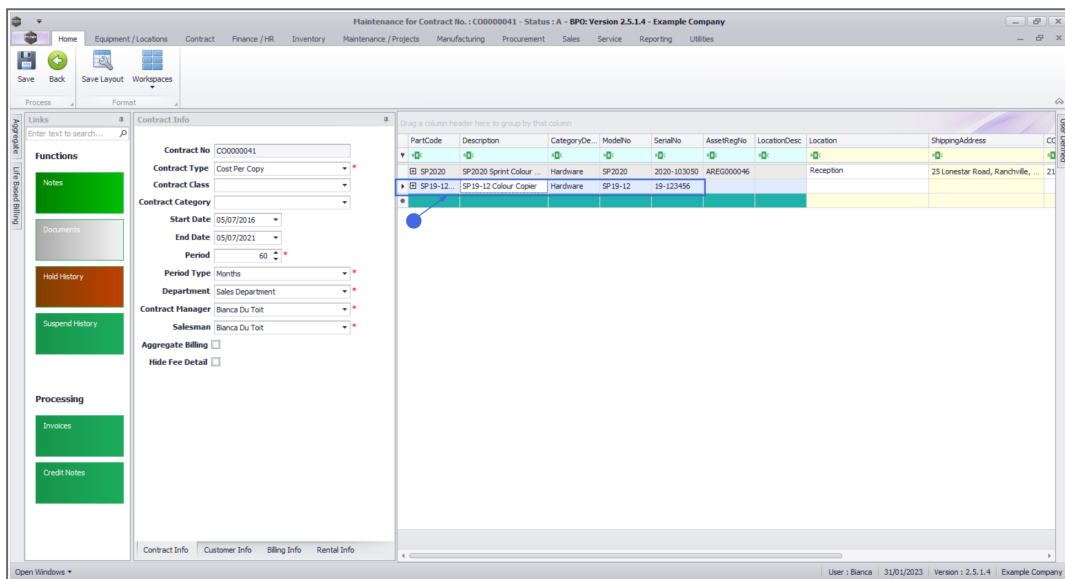 Maintenance for Contract No. : CO0000041 - Status : A - BPO: Version 2.5.1.4 - Example Company
Home Equipment / Locations Contract Finance / HR Inventory Maintenance / Projects Manufacturing Procurement Sales Service Reporting Utilities
Save Back Save Layout Workspaces
Process Format
Aggregate
Life Based Billing
Links
Enter text to search...
Functions
Notes
Documents
Hold History
Suspend History
Processing
Invoices
Credit Notes
Contract Info
Contract No CO0000041
Contract Type Cost Per Copy *
Contract Class
Contract Category
Start Date 05/07/2016
End Date 05/07/2021
Period 60 *
Period Type Months *
Department Sales Department *
Contract Manager Bianca Du Toit *
Salesman Bianca Du Toit *
Aggregate Billing
Hide Fee Detail
Contract Info Customer Info Billing Info Rental Info
Drag a column header here to group by that column
PartCode Description CategoryDe... ModelNo SerialNo AssetRegNo LocationDesc Location ShippingAddress
SP2020 SP2020 Sprint Colour ... Hardware SP2020 2020-103050 AREG000046 Reception 25 Lonestar Road, Ranchville, ... 21
SP19-12... SP19-12 Colour Copier Hardware SP19-12 19-123456
User Defined
Open Windows
User : Bianca 31/01/2023 Version : 2.5.1.4 Example Company